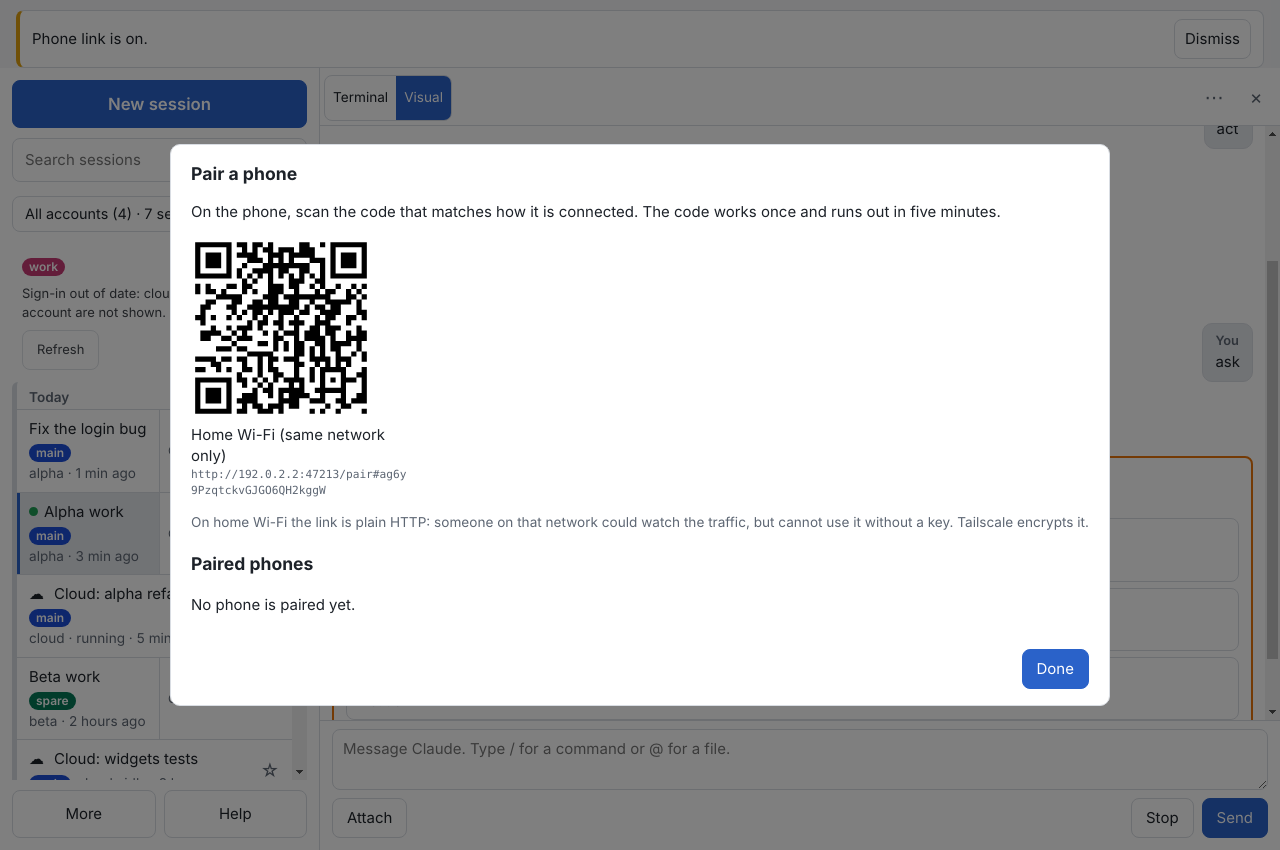 Phone link is on.
Dismiss
New session
Search sessions
All accounts (4) · 7 se
work
Sign-in out of date: clou
account are not shown.
Refresh
Today
Fix the login bug
main
alpha · 1 min ago
Alpha work
main
alpha · 3 min ago
Cloud: alpha refa
main
cloud · running · 5 min
Beta work
spare
beta · 2 hours ago
Cloud: widgets tests
More
Help
Terminal
Visual
act
You
ask
Pair a phone
On the phone, scan the code that matches how it is connected. The code works once and runs out in five minutes.
Home Wi-Fi (same network
only)
http://192.0.2.2:47213/pair#ag6y
9PzqtckvGJGO6QH2kggW
On home Wi-Fi the link is plain HTTP: someone on that network could watch the traffic, but cannot use it without a key. Tailscale encrypts it.
Paired phones
No phone is paired yet.
Done
Message Claude. Type / for a command or @ for a file.
Attach
Stop
Send